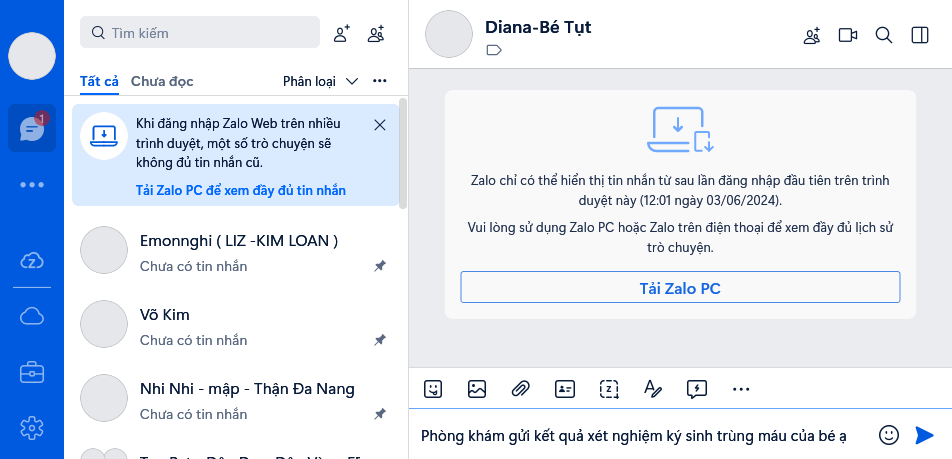 Tìm kiếm
Tất cả Chưa đọc Phân loại
1
Khi đăng nhập Zalo Web trên nhiều
trình duyệt, một số trò chuyện sẽ
không đủ tin nhắn cũ.
Tải Zalo PC để xem đầy đủ tin nhắn
Emonnghi ( LIZ -KIM LOAN )
Chưa có tin nhắn
Võ Kim
Chưa có tin nhắn
Nhi Nhi - mập - Thận Đa Nang
Chưa có tin nhắn
Diana-Bé Tụt
Zalo chỉ có thể hiển thị tin nhắn từ sau lần đăng nhập đầu tiên trên trình
duyệt này (12:01 ngày 03/06/2024).
Vui lòng sử dụng Zalo PC hoặc Zalo trên điện thoại để xem đầy đủ lịch sử
trò chuyện.
Tải Zalo PC
Phòng khám gửi kết quả xét nghiệm ký sinh trùng máu của bé ạ